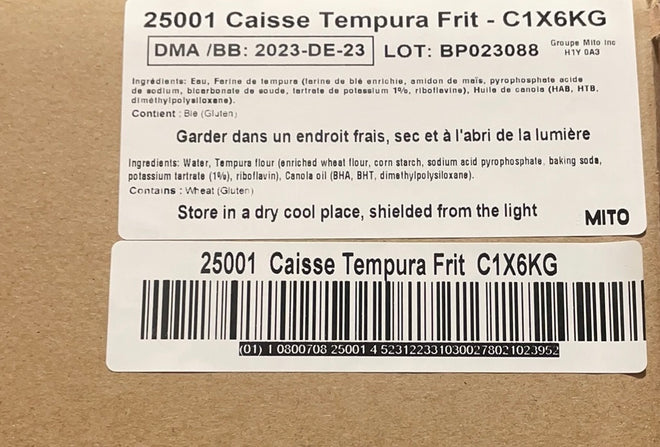 25001 Caisse Tempura Frit - C1X6KG
DMA /BB: 2023-DE-23 LOT: BP023088 Groupe Mito Inc
H1Y 0A3
Ingrédients: Eau, Farine de tempura (farine de blé enrichie, amidon de maïs, pyrophosphate acide
de sodium, bicarbonate de soude, tartrate de potassium 1%, riboflavine), Huile de canola (HAB, HTB,
diméthylpolysiloxane).
Contient : Blé (Gluten)
Garder dans un endroit frais, sec et à l'abri de la lumière
Ingredients: Water, Tempura flour (enriched wheat flour, corn starch, sodium acid pyrophosphate, baking soda,
potassium tartrate (1%), riboflavin), Canola oil (BHA, BHT, dimethylpolysiloxane).
Contains : Wheat (Gluten)
Store in a dry cool place, shielded from the light
MITO
25001 Caisse Tempura Frit C1X6KG
(01) 1 0800708 25001 4 5231223310300278021023952